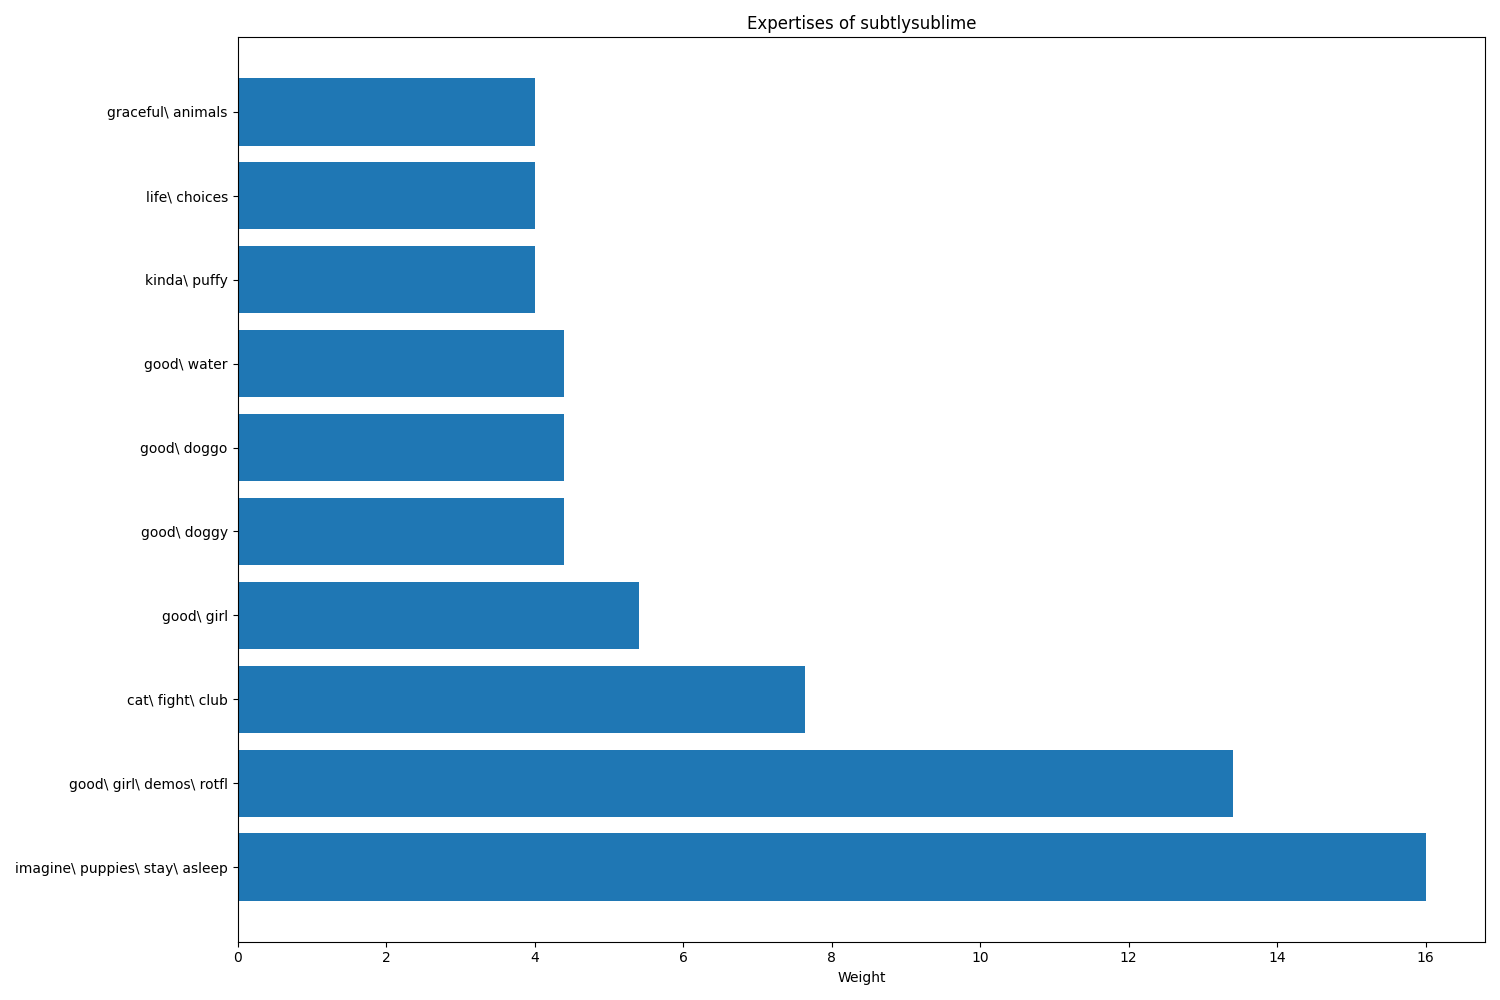 Expertises of subtlysublime
graceful\ animals
life\ choices
kinda\ puffy
good\ water
good\ doggo
good\ doggy
good\ girl
cat\ fight\ club
good\ girl\ demos\ rotfl
imagine\ puppies\ stay\ asleep
0 2 4 6 8 10 12 14 16
Weight